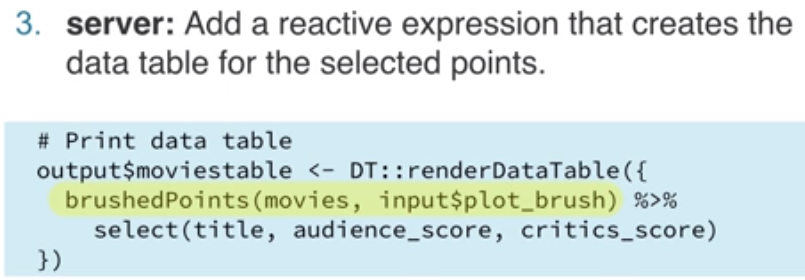 3. server: Add a reactive expression that creates the
data table for the selected points.
# Print data table
output$moviestable <- DT::renderDataTable({
brushedPoints(movies, input$plot_brush) %>%
select(title, audience_score, critics_score)
})